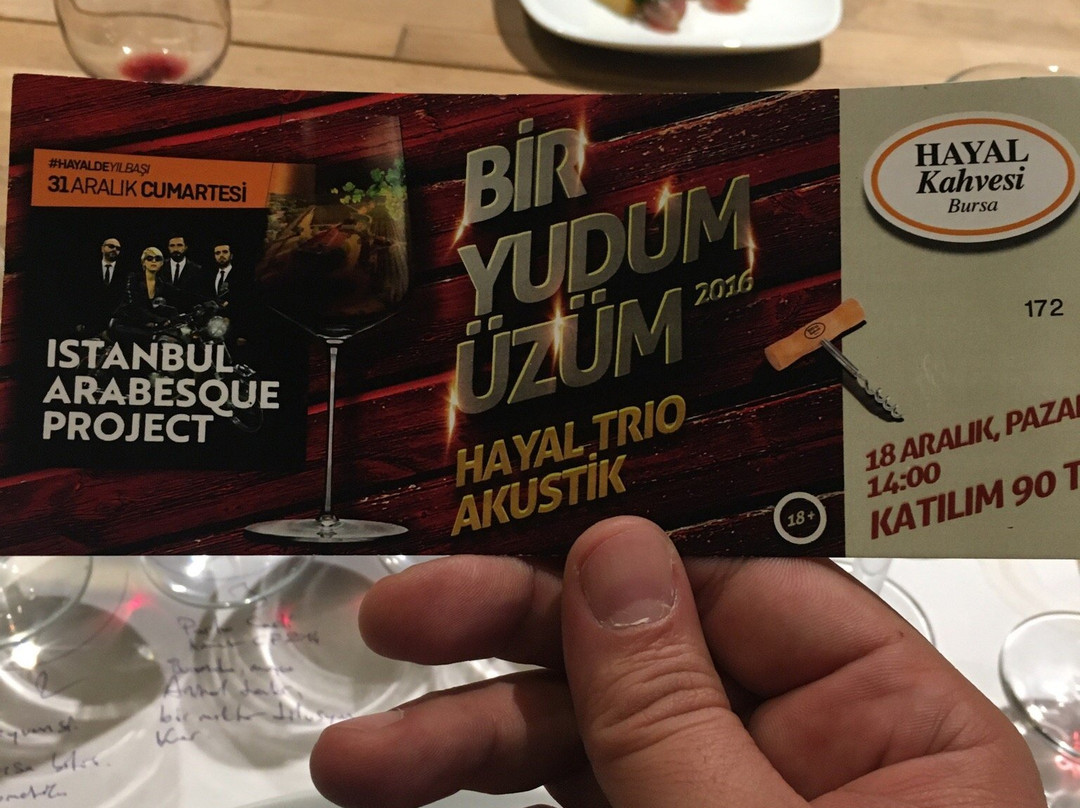 #HAYALDEYILBAŞI
31 ARALIK CUMARTESİ
ISTANBUL
ARABESQUE
PROJECT
BİR
YUDUM
ÜZÜM 2016
HAYAL TRIO
AKUSTİK
18+
HAYAL
Kahvesi
Bursa
172
18 ARALIK, PAZAR
14:00
KATILIM 90 T